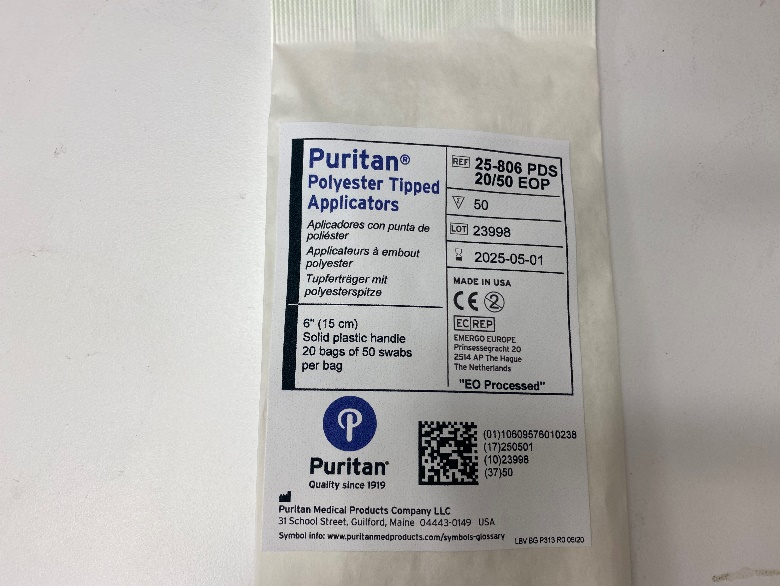 Puritan®
Polyester Tipped
Applicators
Aplicadores con punta de
poliéster
Applicateurs à embout
polyester
Tupferträger mit
polyesterspitze
6" (15 cm)
Solid plastic handle
20 bags of 50 swabs
per bag
REF 25-806 PDS
20/50 EOP
50
LOT 23998
2025-05-01
MADE IN USA
CE 2
EC REP
EMERGO EUROPE
Prinsessegracht 20
2514 AP The Hague
The Netherlands
"EO Processed"
Puritan®
Quality since 1919
(01)10609576010238
(17)250501
(10)23998
(37)50
Puritan Medical Products Company LLC
31 School Street, Guilford, Maine 04443-0149 USA
Symbol info: www.puritanmedproducts.com/symbols-glossary
LBV BG P313 R0 05/20